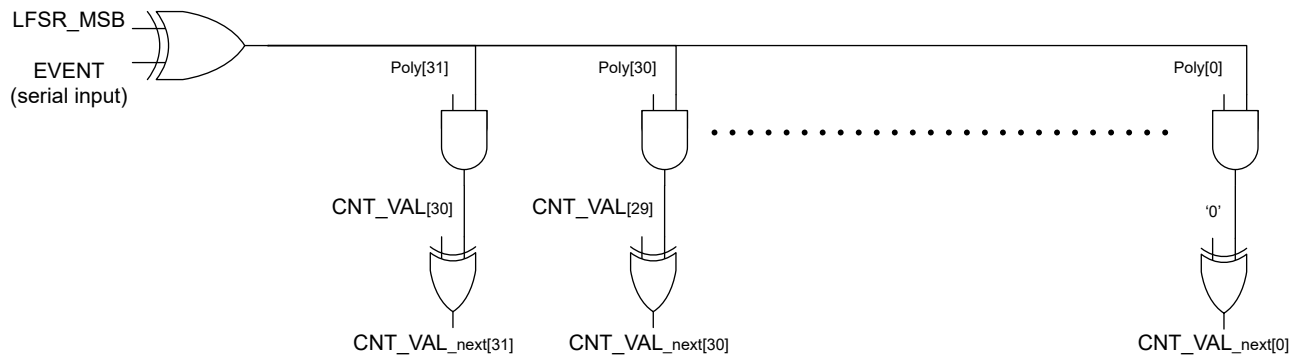 LFSR_MSB
EVENT
(serial input)
Poly[31]
Poly[30]
Poly[0]
CNT_VAL[30]
CNT_VAL[29]
‘0’
CNT_VAL_next[31]
CNT_VAL_next[30]
CNT_VAL_next[0]